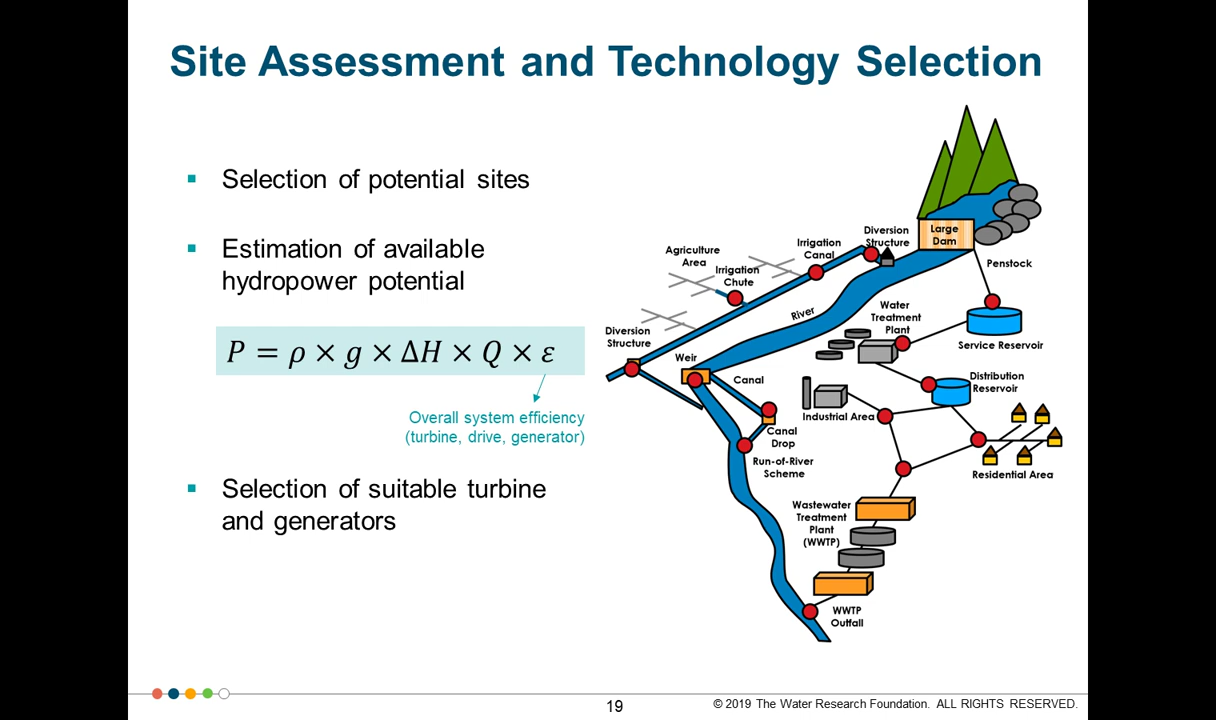 Site Assessment and Technology Selection
▪ Selection of potential sites
▪ Estimation of available
hydropower potential
P = ρ × g × ΔH × Q × ε
Overall system efficiency
(turbine, drive, generator)
▪ Selection of suitable turbine
and generators
Large
Dam
Diversion
Structure
Irrigation
Canal
Agriculture
Area
Irrigation
Chute
Penstock
River
Water
Treatment
Plant
Service Reservoir
Diversion
Structure
Weir
Canal
Distribution
Reservoir
Industrial Area
Canal
Drop
Run-of-River
Scheme
Residential Area
Wastewater
Treatment
Plant
(WWTP)
WWTP
Outfall
19
© 2019 The Water Research Foundation. ALL RIGHTS RESERVED.